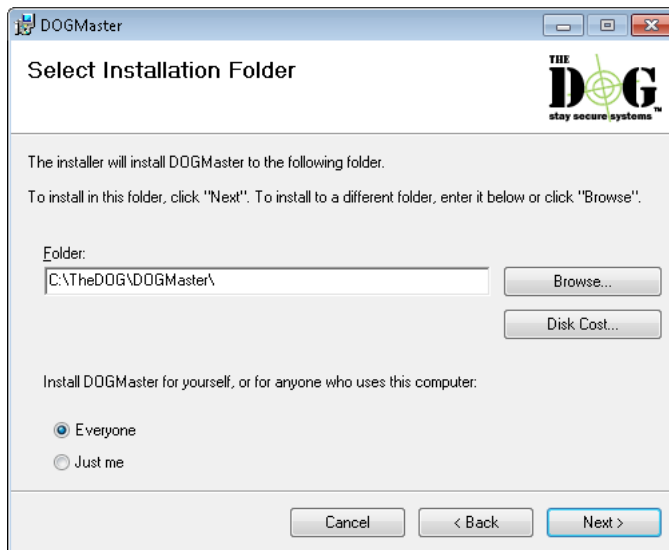 DOGMaster
Select Installation Folder
THE
DOG
stay secure systems™
The installer will install DOGMaster to the following folder.
To install in this folder, click "Next". To install to a different folder, enter it below or click "Browse".
Folder:
C:\TheDOG\DOGMaster\
Browse...
Disk Cost...
Install DOGMaster for yourself, or for anyone who uses this computer:
Everyone
Just me
Cancel
< Back
Next >